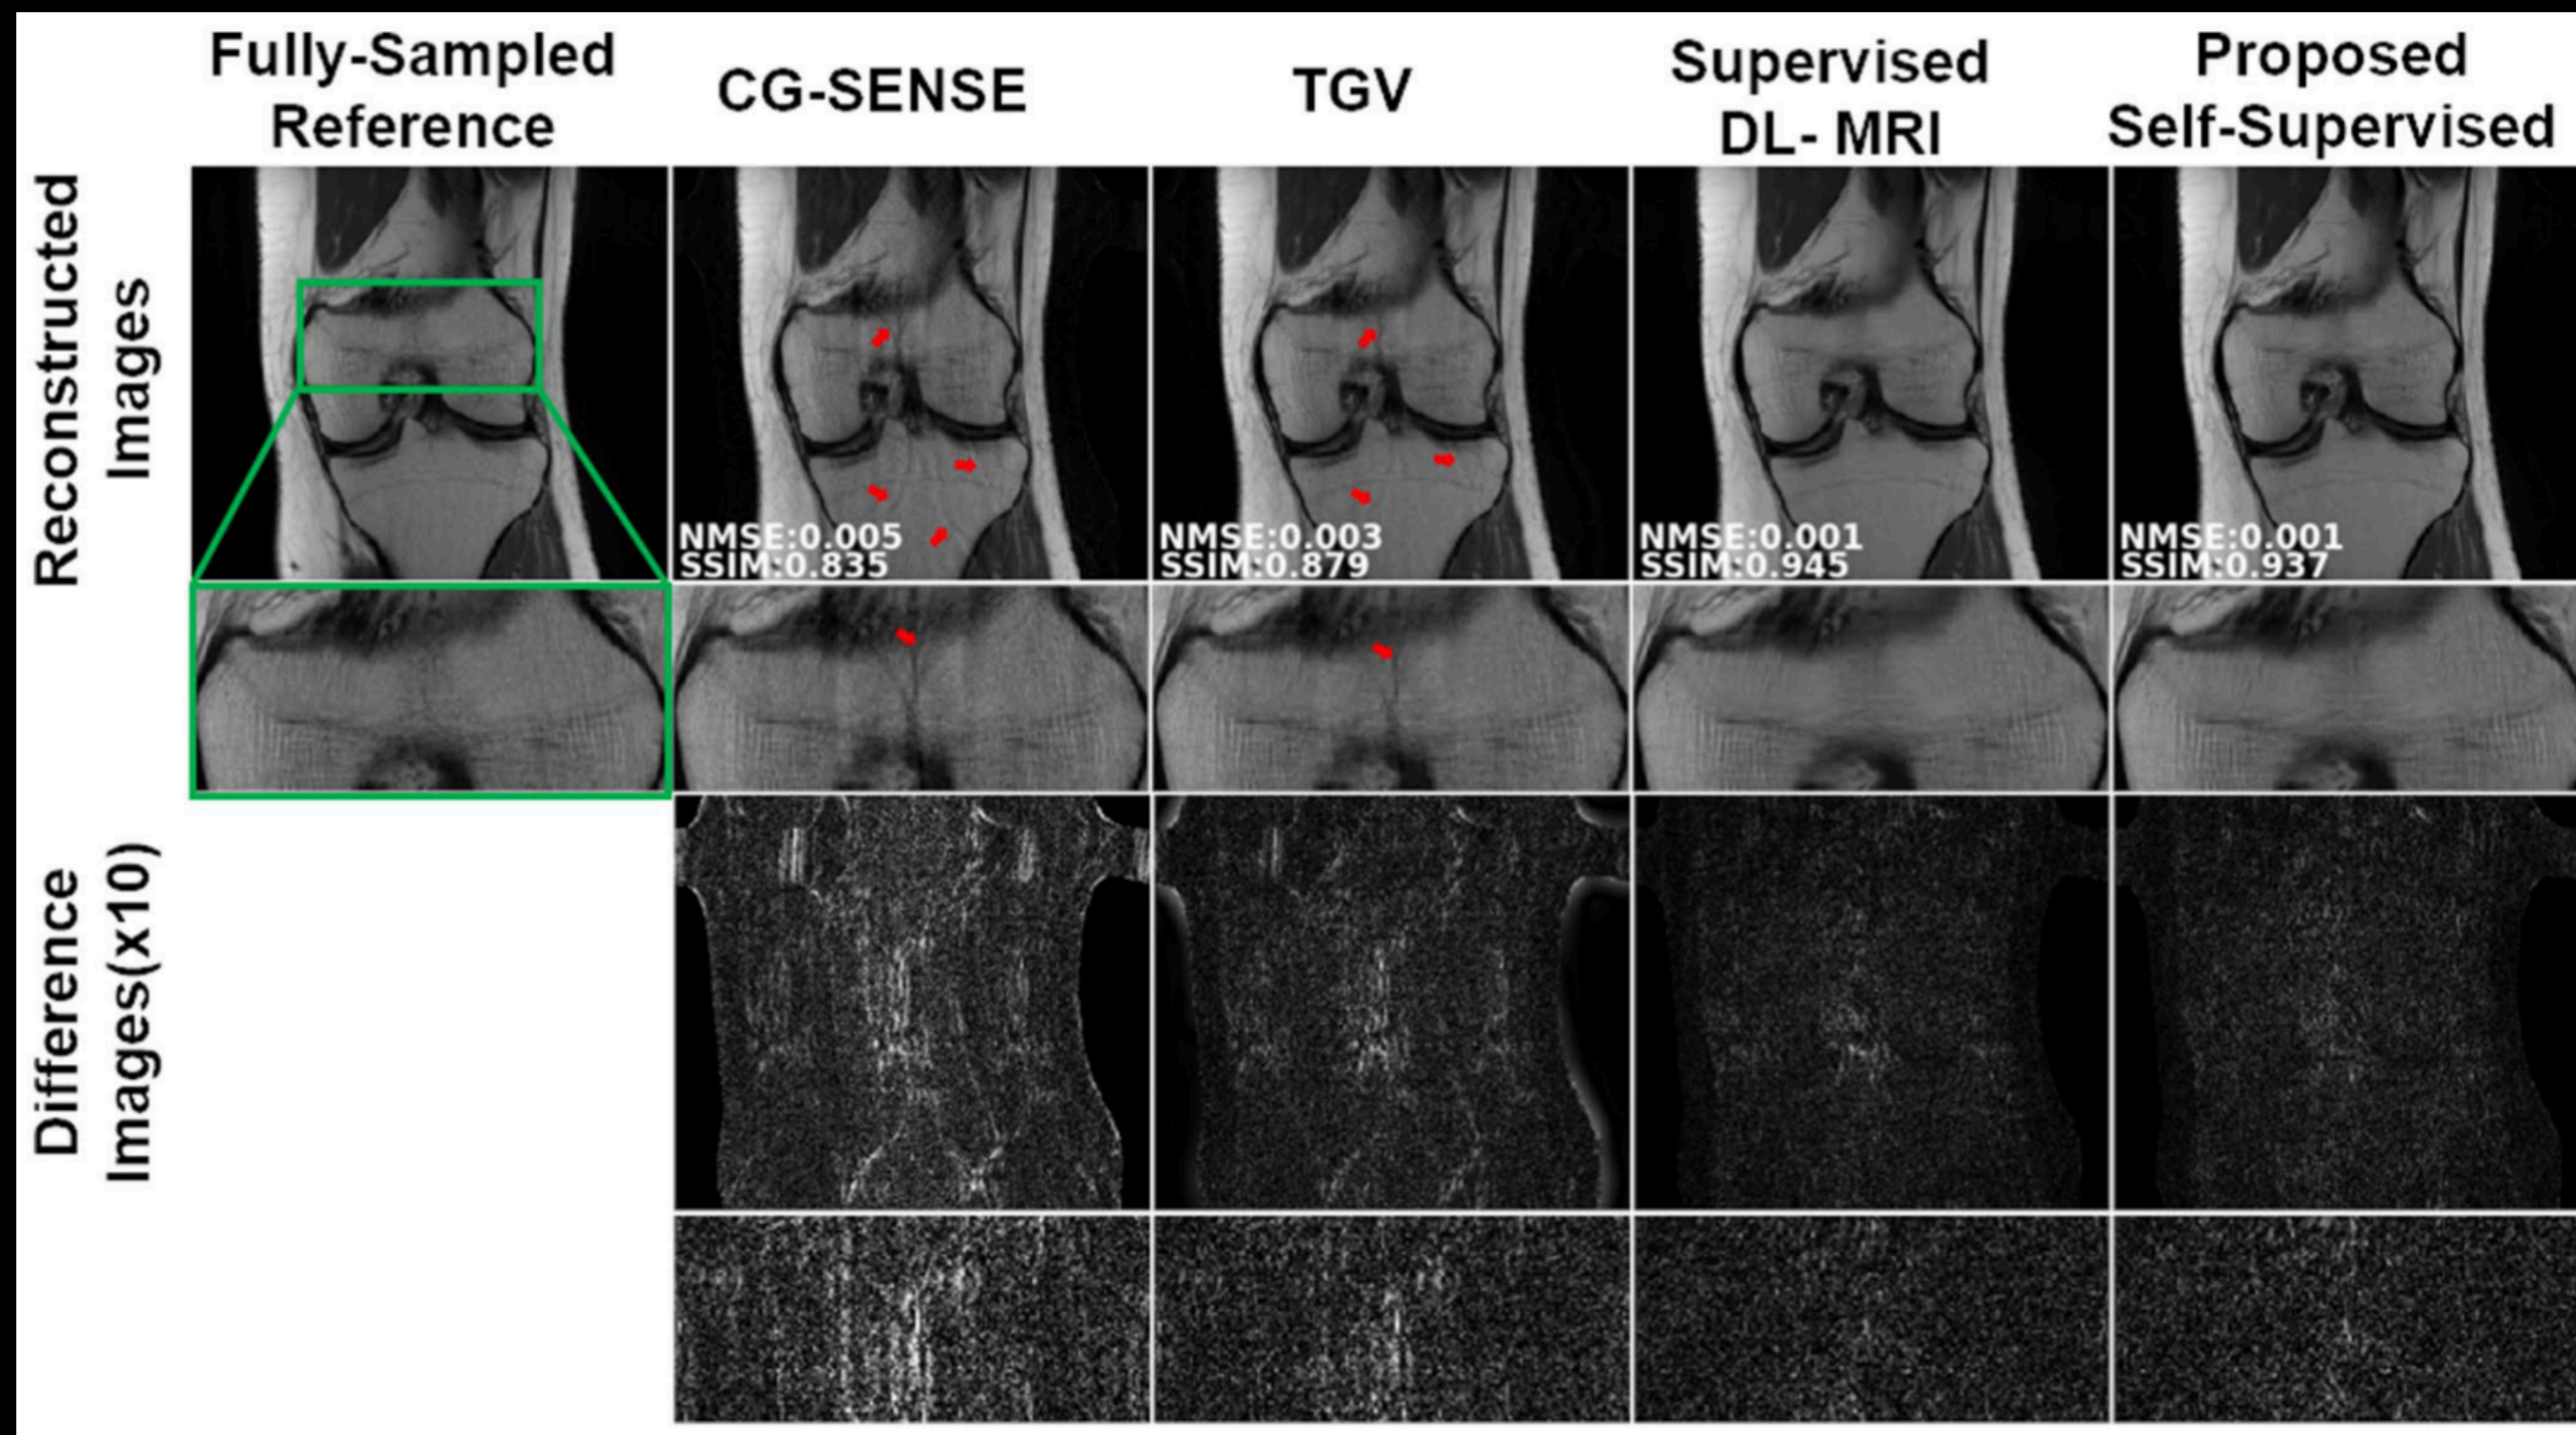 Fully-Sampled
Reference
CG-SENSE
TGV
Supervised
DL- MRI
Proposed
Self-Supervised
Reconstructed
Images
NMSE:0.005
SSIM:0.835
NMSE:0.003
SSIM:0.879
NMSE:0.001
SSIM:0.945
NMSE:0.001
SSIM:0.937
Difference
Images(x10)